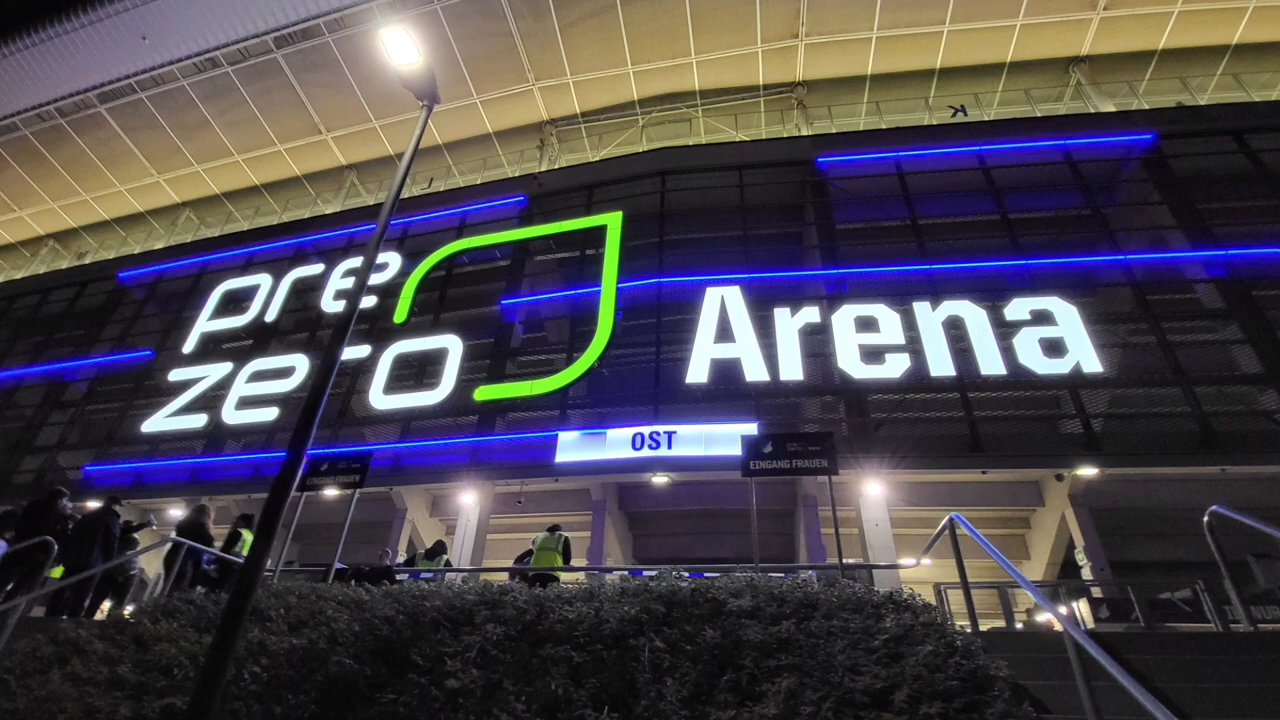 pre
zero
Arena
OST
EINGANG FRAUEN
EINGANG FRAUEN